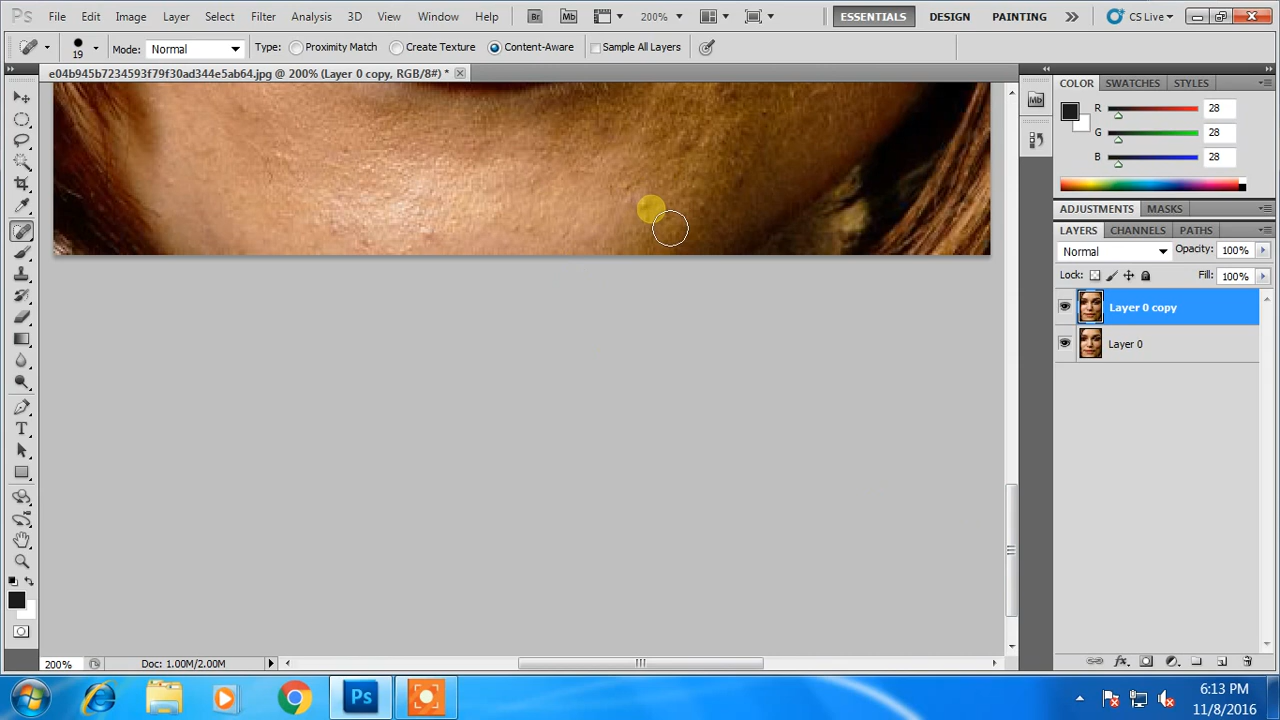 Ps File Edit Image Layer Select Filter Analysis 3D View Window Help Br Mb 200% ESSENTIALS DESIGN PAINTING CS Live
19 Mode: Normal Type: Proximity Match Create Texture Content-Aware Sample All Layers
e04b945b7234593f79f30ad344e5ab64.jpg @ 200% (Layer 0 copy, RGB/8#) *
COLOR SWATCHES STYLES
Mb
R 28
G 28
B 28
ADJUSTMENTS MASKS
LAYERS CHANNELS PATHS
Normal Opacity: 100%
Lock: Fill: 100%
Layer 0 copy
Layer 0
T
fx
200% Doc: 1.00M/2.00M
Ps
6:13 PM
11/8/2016